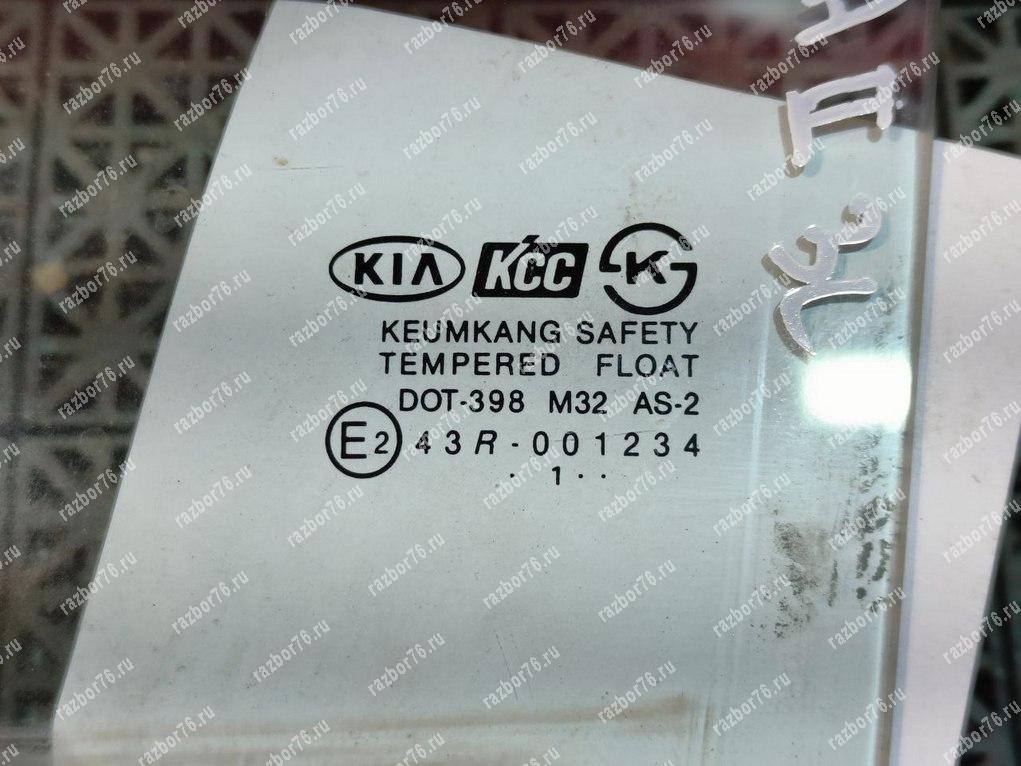 KIA KCC K
KEUMKANG SAFETY
TEMPERED FLOAT
DOT-398 M32 AS-2
E2 43R-001234
. 1 . .
razbor76.ru